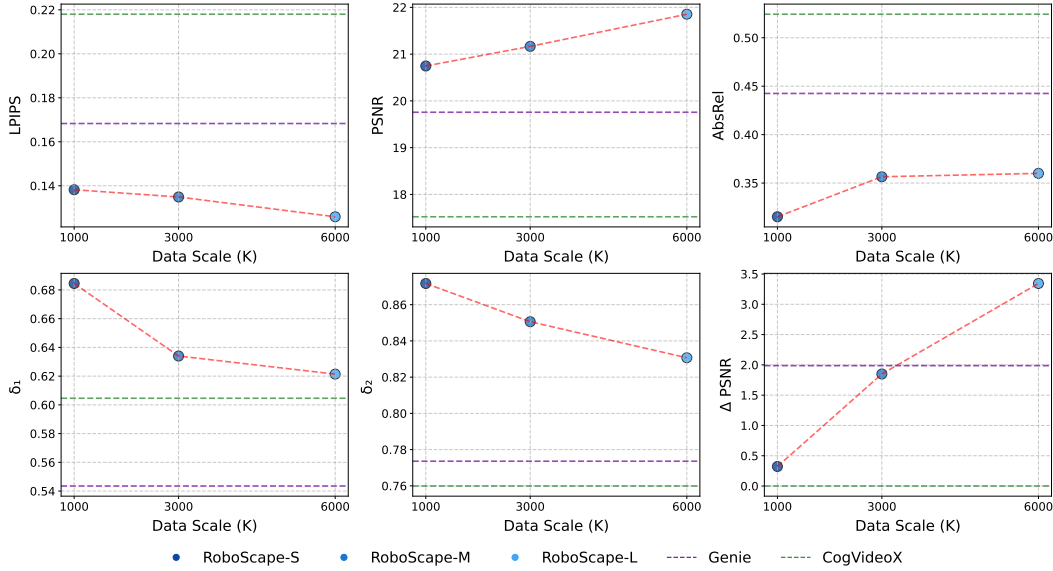 0.22
0.20
0.18
0.16
0.14
LPIPS
1000 3000 6000
Data Scale (K)
22
21
20
19
18
PSNR
1000 3000 6000
Data Scale (K)
0.50
0.45
0.40
0.35
AbsRel
1000 3000 6000
Data Scale (K)
0.68
0.66
0.64
0.62
0.60
0.58
0.56
0.54
δ₁
1000 3000 6000
Data Scale (K)
0.86
0.84
0.82
0.80
0.78
0.76
δ₂
1000 3000 6000
Data Scale (K)
3.5
3.0
2.5
2.0
1.5
1.0
0.5
0.0
Δ PSNR
1000 3000 6000
Data Scale (K)
RoboScape-S RoboScape-M RoboScape-L Genie CogVideoX